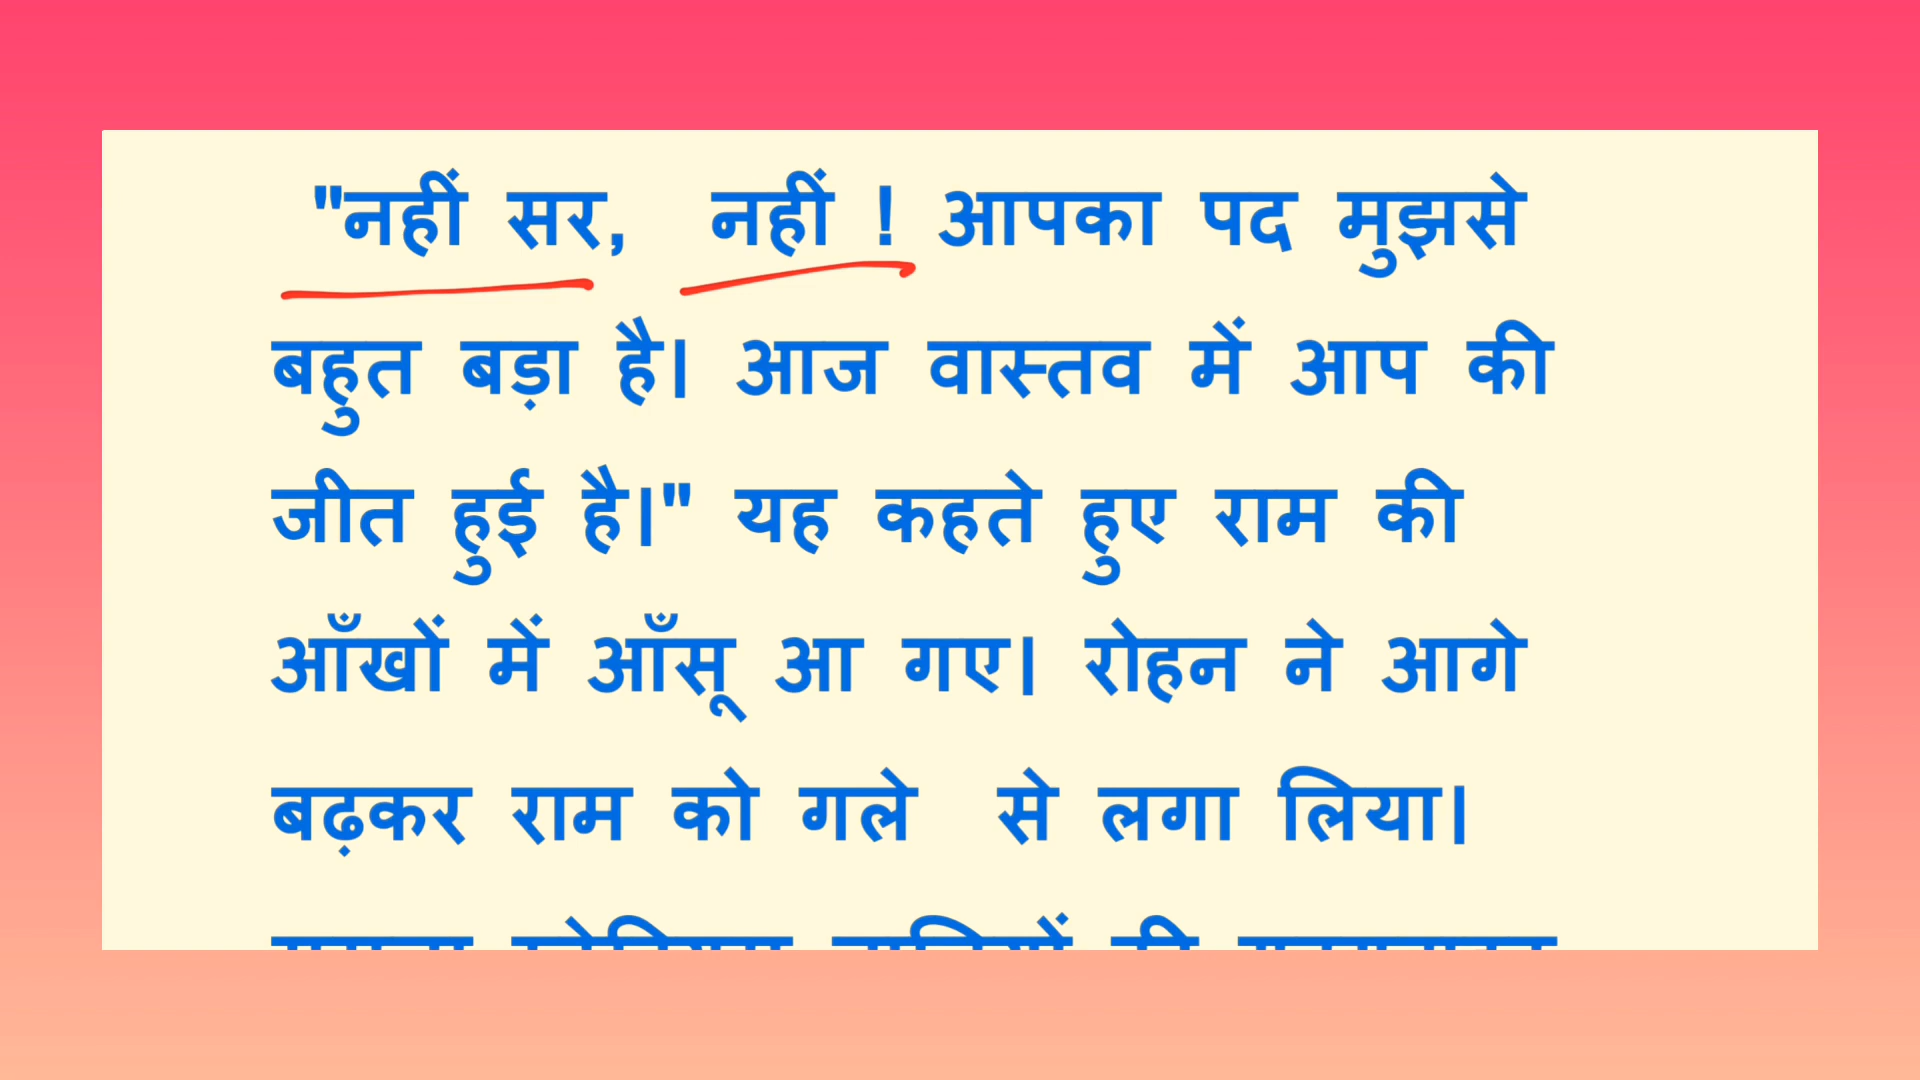 "नहीं सर, नहीं ! आपका पद मुझसे
बहुत बड़ा है। आज वास्तव में आप की
जीत हुई है।" यह कहते हुए राम की
आँखों में आँसू आ गए। रोहन ने आगे
बढ़कर राम को गले से लगा लिया।